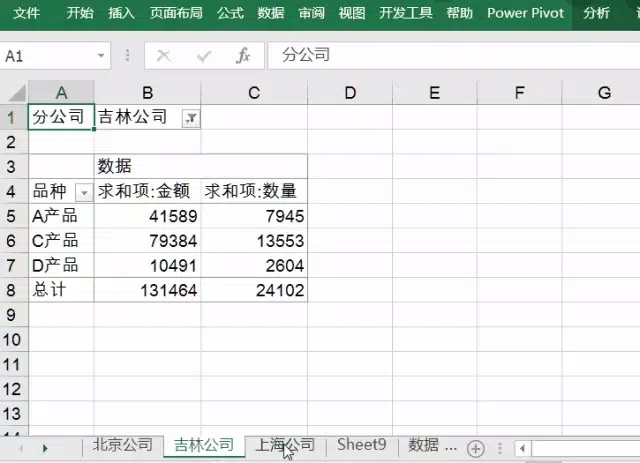 文件 开始 插入 页面布局 公式 数据 审阅 视图 开发工具 帮助 Power Pivot 分析
A1 fx 分公司
A B C D E F G
1 分公司 吉林公司
2
3 数据
4 品种 求和项:金额 求和项:数量
5 A产品 41589 7945
6 C产品 79384 13553
7 D产品 10491 2604
8 总计 131464 24102
9
10
11
12
13
北京公司 吉林公司 上海公司 Sheet9 数据 ...